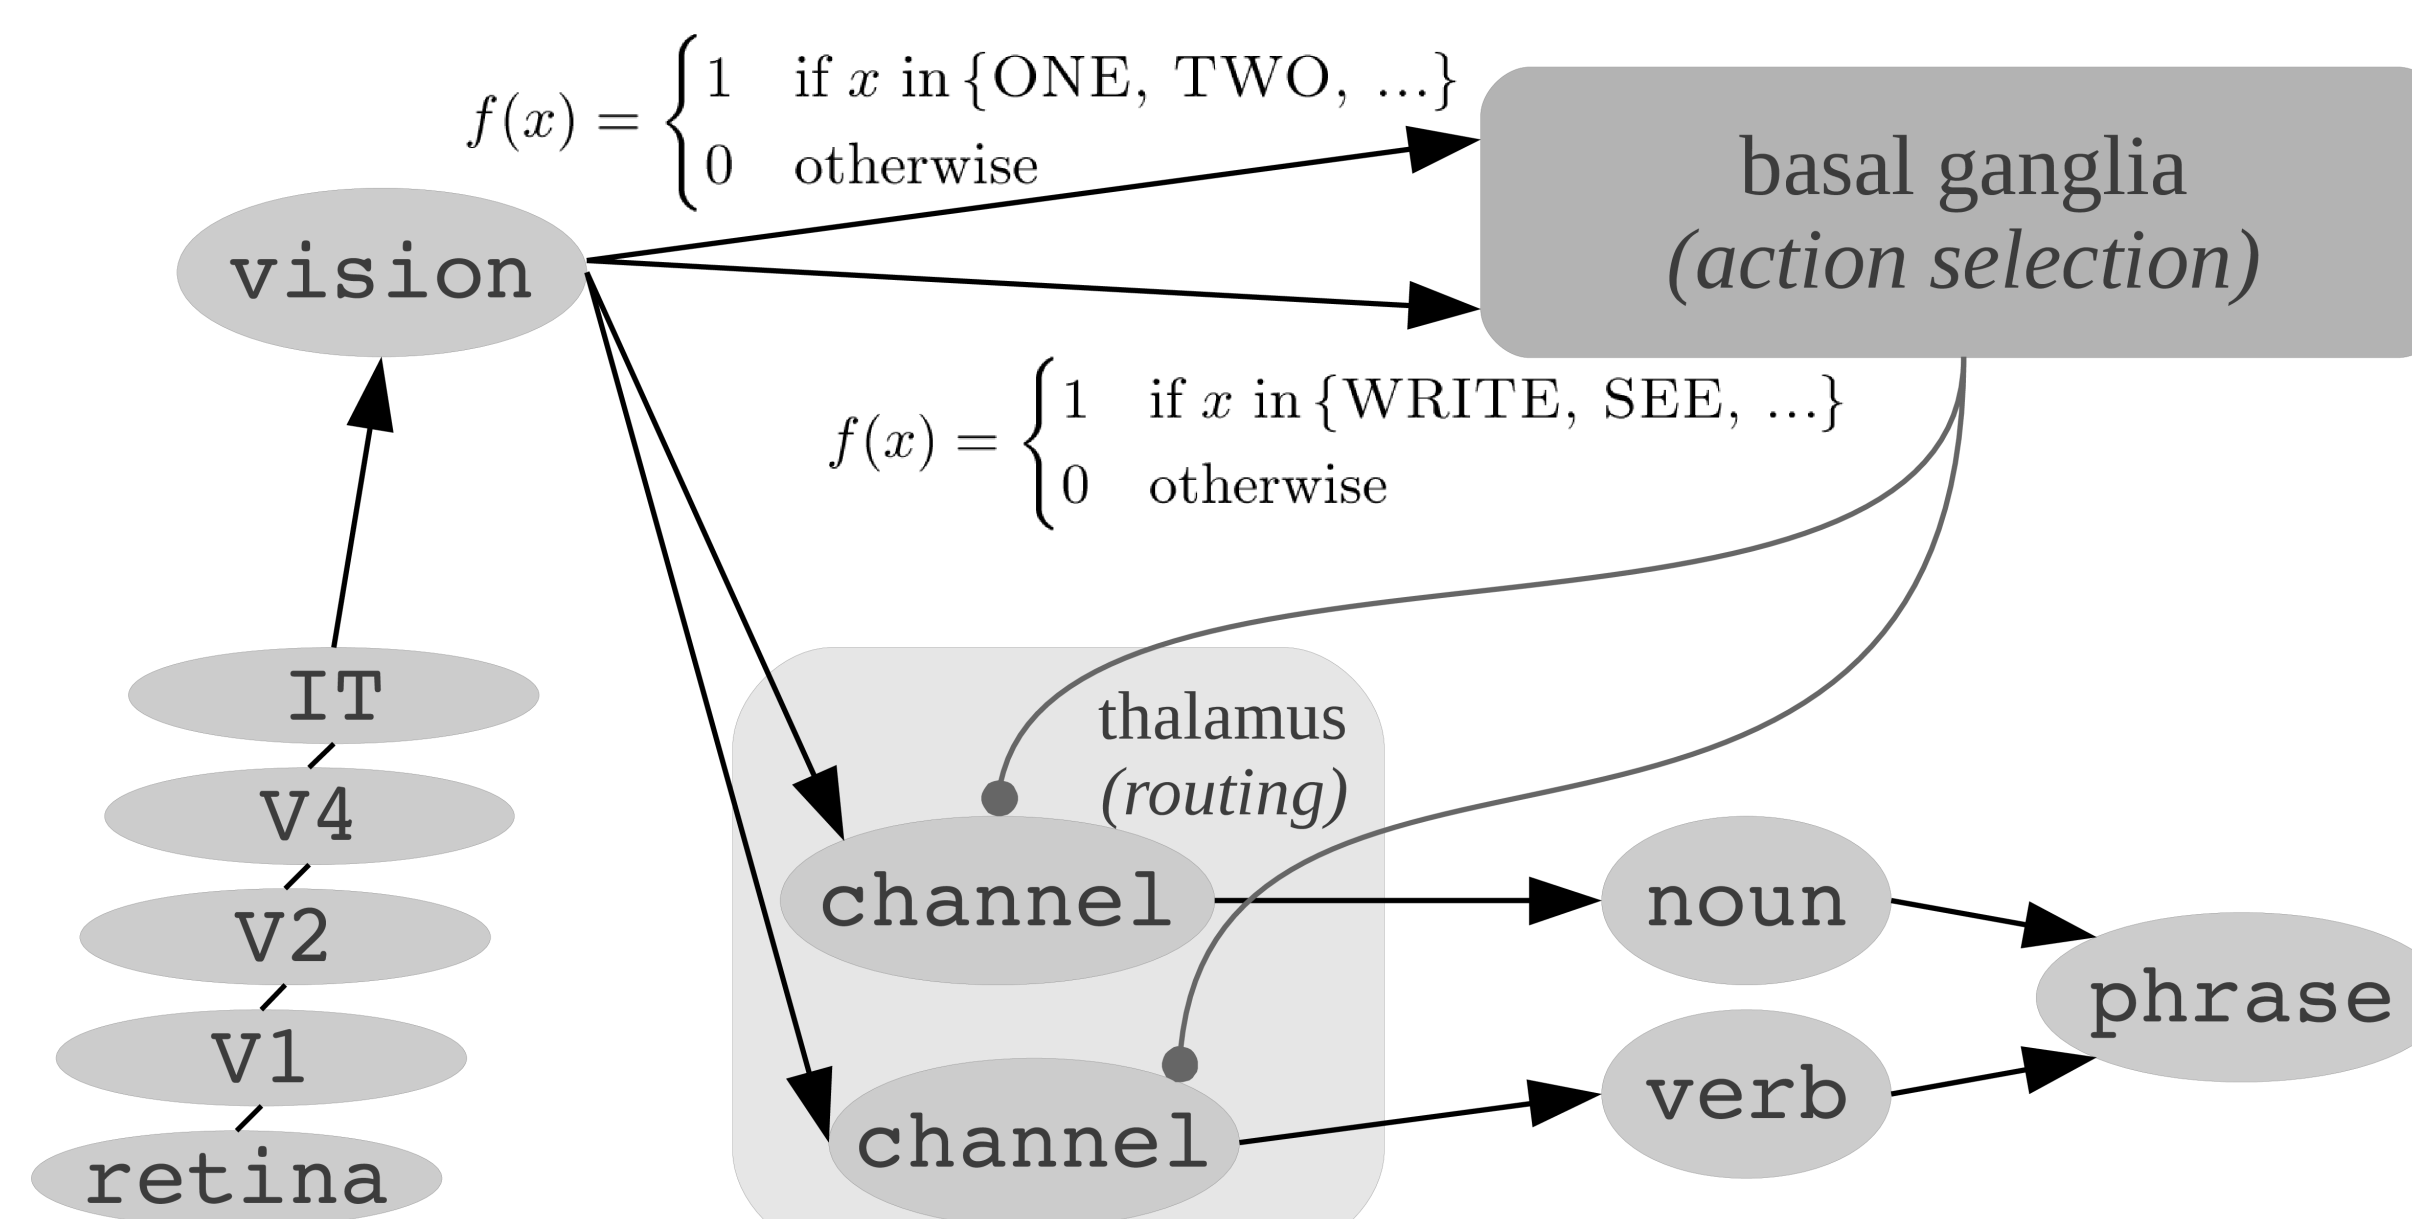 f(x) = { 1 if x in {ONE, TWO, ...}
0 otherwise
basal ganglia
(action selection)
vision
f(x) = { 1 if x in {WRITE, SEE, ...}
0 otherwise
IT
thalamus
(routing)
V4
channel
noun
V2
phrase
V1
verb
channel
retina